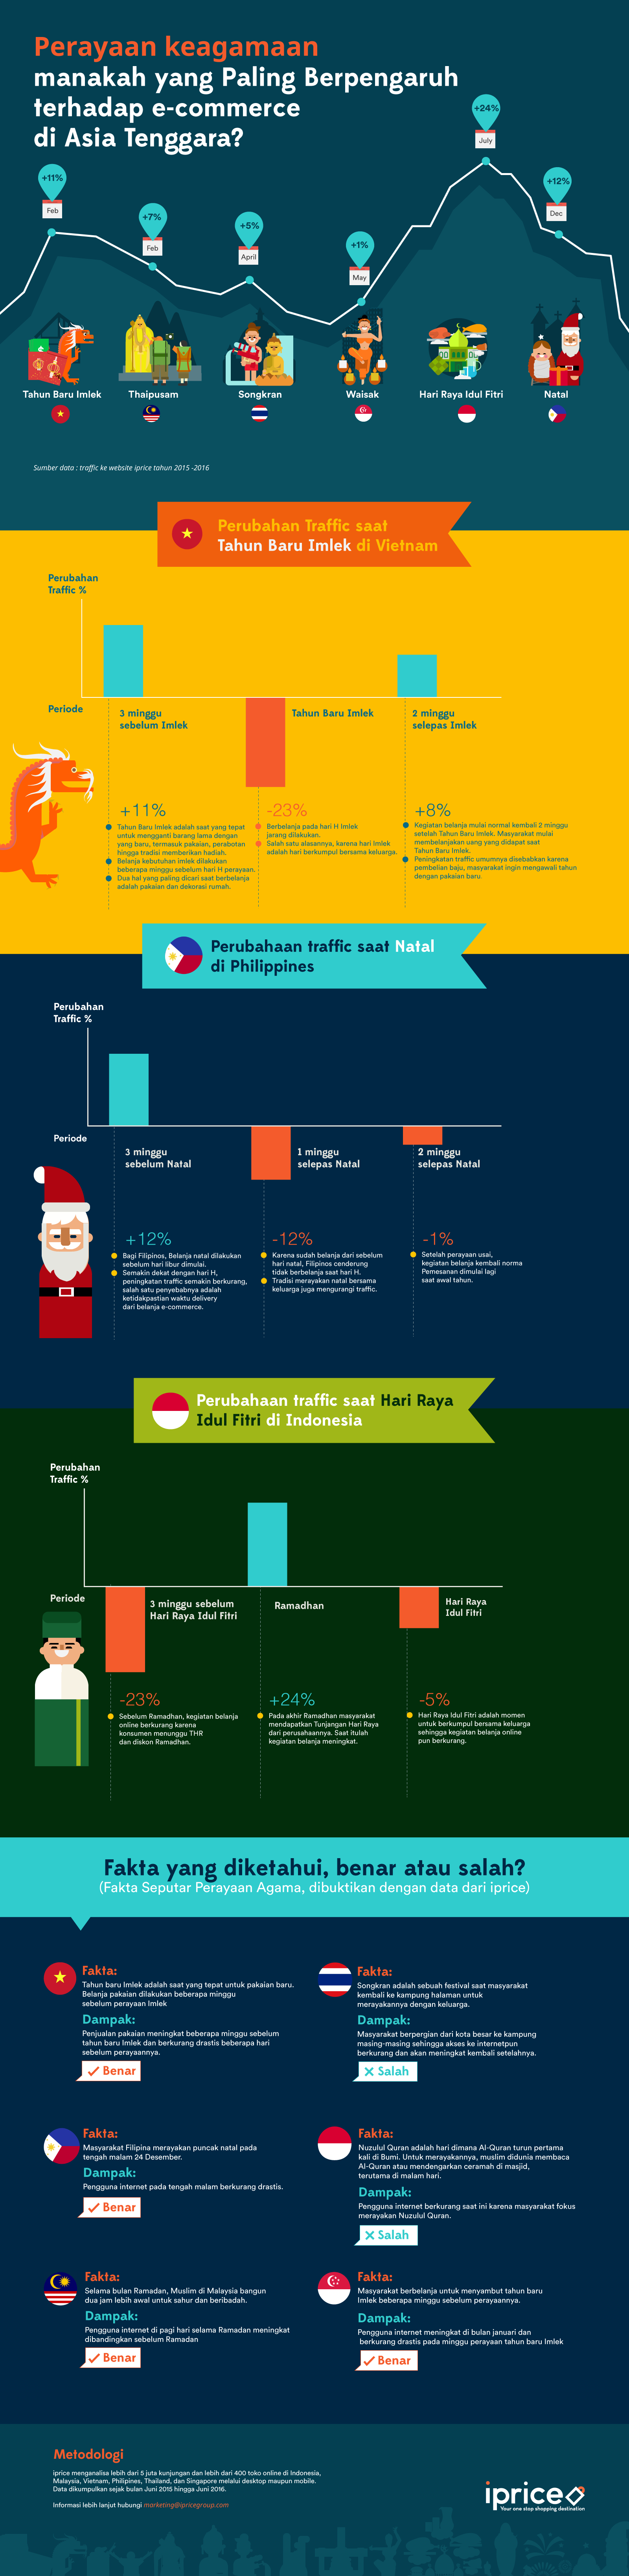 Perayaan keagamaan
manakah yang Paling Berpengaruh
terhadap e-commerce
di Asia Tenggara?
+24%
July
+11%
Feb
+12%
Dec
+7%
Feb
+5%
April
+1%
May
Tahun Baru Imlek
Thaipusam
Songkran
Waisak
Hari Raya Idul Fitri
Natal
Sumber data : traffic ke website iprice tahun 2015 -2016
Perubahan Traffic saat
Tahun Baru Imlek di Vietnam
Perubahan
Traffic %
Periode
3 minggu
sebelum Imlek
Tahun Baru Imlek
2 minggu
selepas Imlek
+11%
Tahun Baru Imlek adalah saat yang tepat
untuk mengganti barang lama dengan
yang baru, termasuk pakaian, perabotan
hingga tradisi memberikan hadiah.
Belanja kebutuhan imlek dilakukan
beberapa minggu sebelum hari H perayaan.
Dua hal yang paling dicari saat berbelanja
adalah pakaian dan dekorasi rumah.
-23%
Berbelanja pada hari H Imlek
jarang dilakukan.
Salah satu alasannya, karena hari Imlek
adalah hari berkumpul bersama keluarga.
+8%
Kegiatan belanja mulai normal kembali 2 minggu
setelah Tahun Baru Imlek. Masyarakat mulai
membelanjakan uang yang didapat saat
Tahun Baru Imlek.
Peningkatan traffic umumnya disebabkan karena
pembelian baju, masyarakat ingin mengawali tahun
dengan pakaian baru
Perubahaan traffic saat Natal
di Philippines
Perubahan
Traffic %
Periode
3 minggu
sebelum Natal
1 minggu
selepas Natal
2 minggu
selepas Natal
+12%
Bagi Filipinos, Belanja natal dilakukan
sebelum hari libur dimulai.
Semakin dekat dengan hari H,
peningkatan traffic semakin berkurang,
salah satu penyebabnya adalah
ketidakpastian waktu delivery
dari belanja e-commerce.
-12%
Karena sudah belanja dari sebelum
hari natal, Filipinos cenderung
tidak berbelanja saat hari H.
Tradisi merayakan natal bersama
keluarga juga mengurangi traffic.
-1%
Setelah perayaan usai,
kegiatan belanja kembali norma
Pemesanan dimulai lagi
saat awal tahun.
Perubahaan traffic saat Hari Raya
Idul Fitri di Indonesia
Perubahan
Traffic %
Periode
3 minggu sebelum
Hari Raya Idul Fitri
Ramadhan
Hari Raya
Idul Fitri
-23%
Sebelum Ramadhan, kegiatan belanja
online berkurang karena
konsumen menunggu THR
dan diskon Ramadhan.
+24%
Pada akhir Ramadhan masyarakat
mendapatkan Tunjangan Hari Raya
dari perusahaannya. Saat itulah
kegiatan belanja meningkat.
-5%
Hari Raya Idul Fitri adalah momen
untuk berkumpul bersama keluarga
sehingga kegiatan belanja online
pun berkurang.
Fakta yang diketahui, benar atau salah?
(Fakta Seputar Perayaan Agama, dibuktikan dengan data dari iprice)
Fakta:
Tahun baru Imlek adalah saat yang tepat untuk pakaian baru.
Belanja pakaian dilakukan beberapa minggu
sebelum perayaan Imlek
Dampak:
Penjualan pakaian meningkat beberapa minggu sebelum
tahun baru Imlek dan berkurang drastis beberapa hari
sebelum perayaannya.
Benar
Fakta:
Songkran adalah sebuah festival saat masyarakat
kembali ke kampung halaman untuk
merayakannya dengan keluarga.
Dampak:
Masyarakat berpergian dari kota besar ke kampung
masing-masing sehingga akses ke internetpun
berkurang dan akan meningkat kembali setelahnya.
Salah
Fakta:
Masyarakat Filipina merayakan puncak natal pada
tengah malam 24 Desember.
Dampak:
Pengguna internet pada tengah malam berkurang drastis.
Benar
Fakta:
Nuzulul Quran adalah hari dimana Al-Quran turun pertama
kali di Bumi. Untuk merayakannya, muslim didunia membaca
Al-Quran atau mendengarkan ceramah di masjid,
terutama di malam hari.
Dampak:
Pengguna internet berkurang saat ini karena masyarakat fokus
merayakan Nuzulul Quran.
Salah
Fakta:
Selama bulan Ramadan, Muslim di Malaysia bangun
dua jam lebih awal untuk sahur dan beribadah.
Dampak:
Pengguna internet di pagi hari selama Ramadan meningkat
dibandingkan sebelum Ramadan
Benar
Fakta:
Masyarakat berbelanja untuk menyambut tahun baru
Imlek beberapa minggu sebelum perayaannya.
Dampak:
Pengguna internet meningkat di bulan januari dan
berkurang drastis pada minggu perayaan tahun baru Imlek
Benar
Metodologi
iprice menganalisa lebih dari 5 juta kunjungan dan lebih dari 400 toko online di Indonesia,
Malaysia, Vietnam, Philipines, Thailand, dan Singapore melalui desktop maupun mobile.
Data dikumpulkan sejak bulan Juni 2015 hingga Juni 2016.
Informasi lebih lanjut hubungi marketing@ipricegroup.com
iprice
Your one stop shopping destination